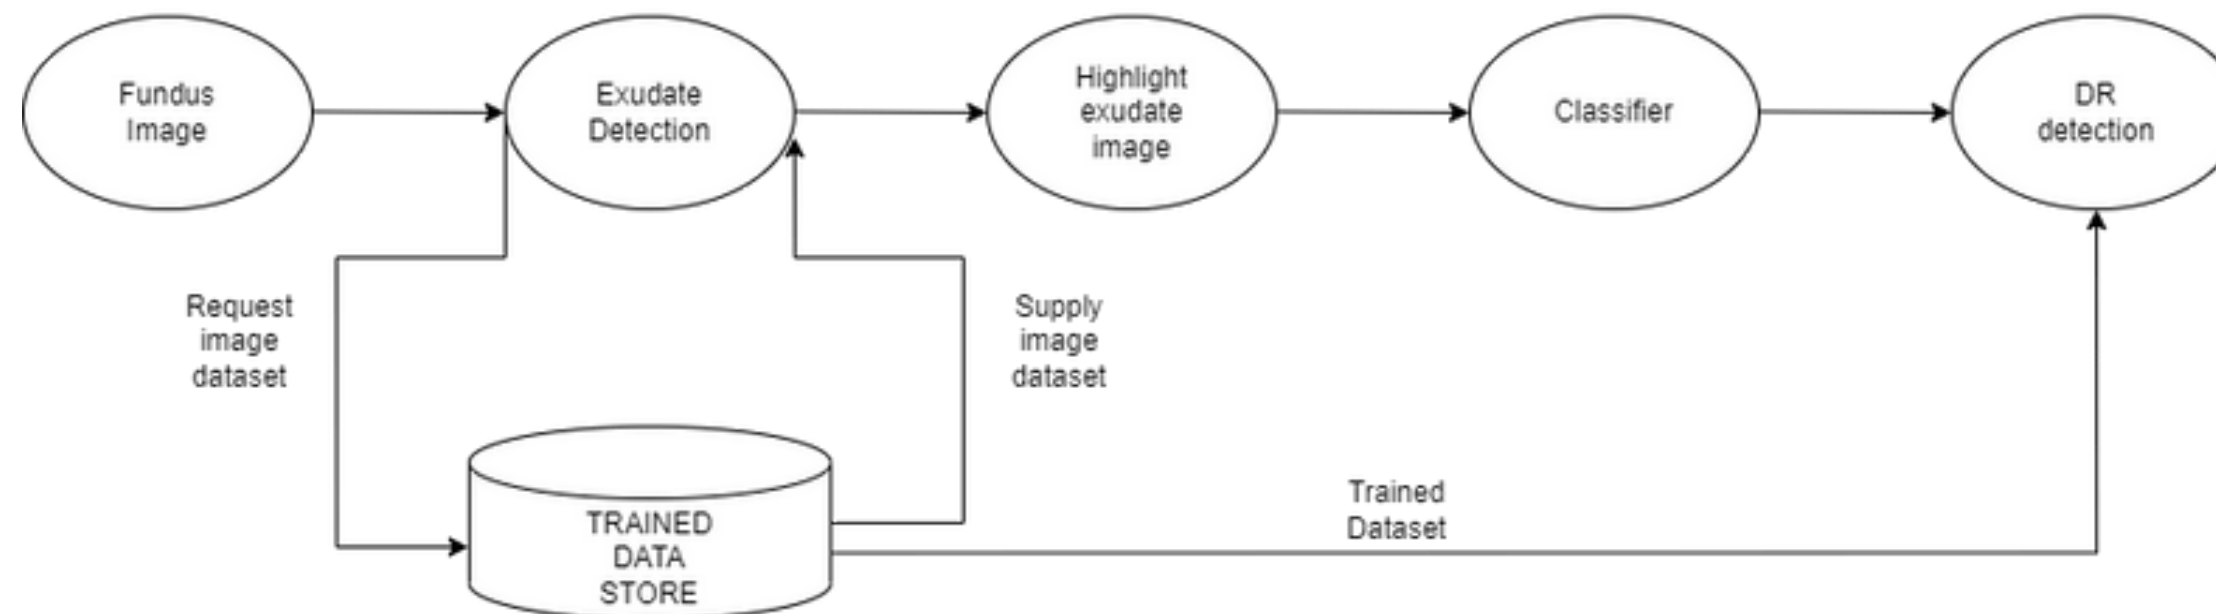 Fundus
Image
Exudate
Detection
Highlight
exudate
image
Classifier
DR
detection
Request
image
dataset
Supply
image
dataset
Trained
Dataset
TRAINED
DATA
STORE